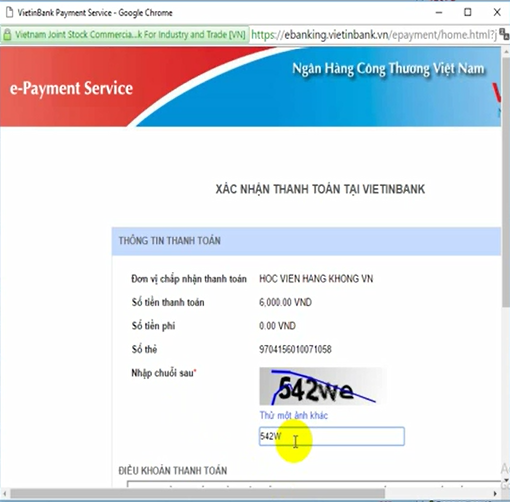 VietinBank Payment Service - Google Chrome
Vietnam Joint Stock Commercia...k For Industry and Trade [VN] https://ebanking.vietinbank.vn/epayment/home.html?j
e-Payment Service
Ngân Hàng Công Thương Việt Nam
XÁC NHẬN THANH TOÁN TẠI VIETINBANK
THÔNG TIN THANH TOÁN
Đơn vị chấp nhận thanh toán HOC VIEN HANG KHONG VN
Số tiền thanh toán 6,000.00 VND
Số tiền phí 0.00 VND
Số thẻ 9704156010071058
Nhập chuỗi sau* 542we
Thử một ảnh khác
542W
ĐIỀU KHOẢN THANH TOÁN